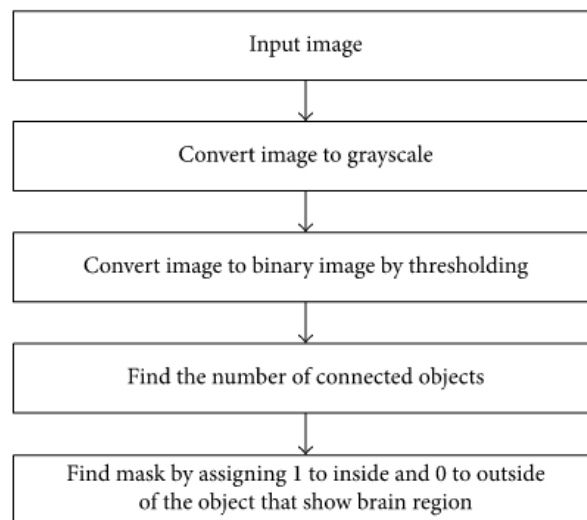 Input image
Convert image to grayscale
Convert image to binary image by thresholding
Find the number of connected objects
Find mask by assigning 1 to inside and 0 to outside
of the object that show brain region